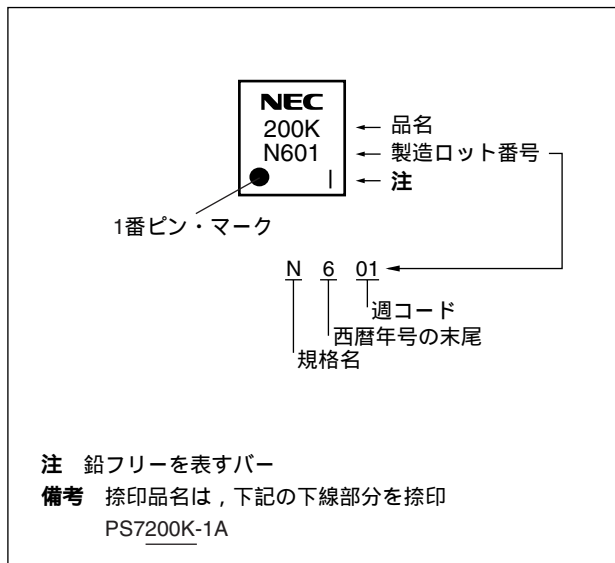 NEC
200K ← 品名
N601 ← 製造ロット番号
| ← 注
1番ピン・マーク
N 6 01
週コード
西暦年号の末尾
規格名
注 鉛フリーを表すバー
備考 捺印品名は，下記の下線部分を捺印
PS7200K-1A